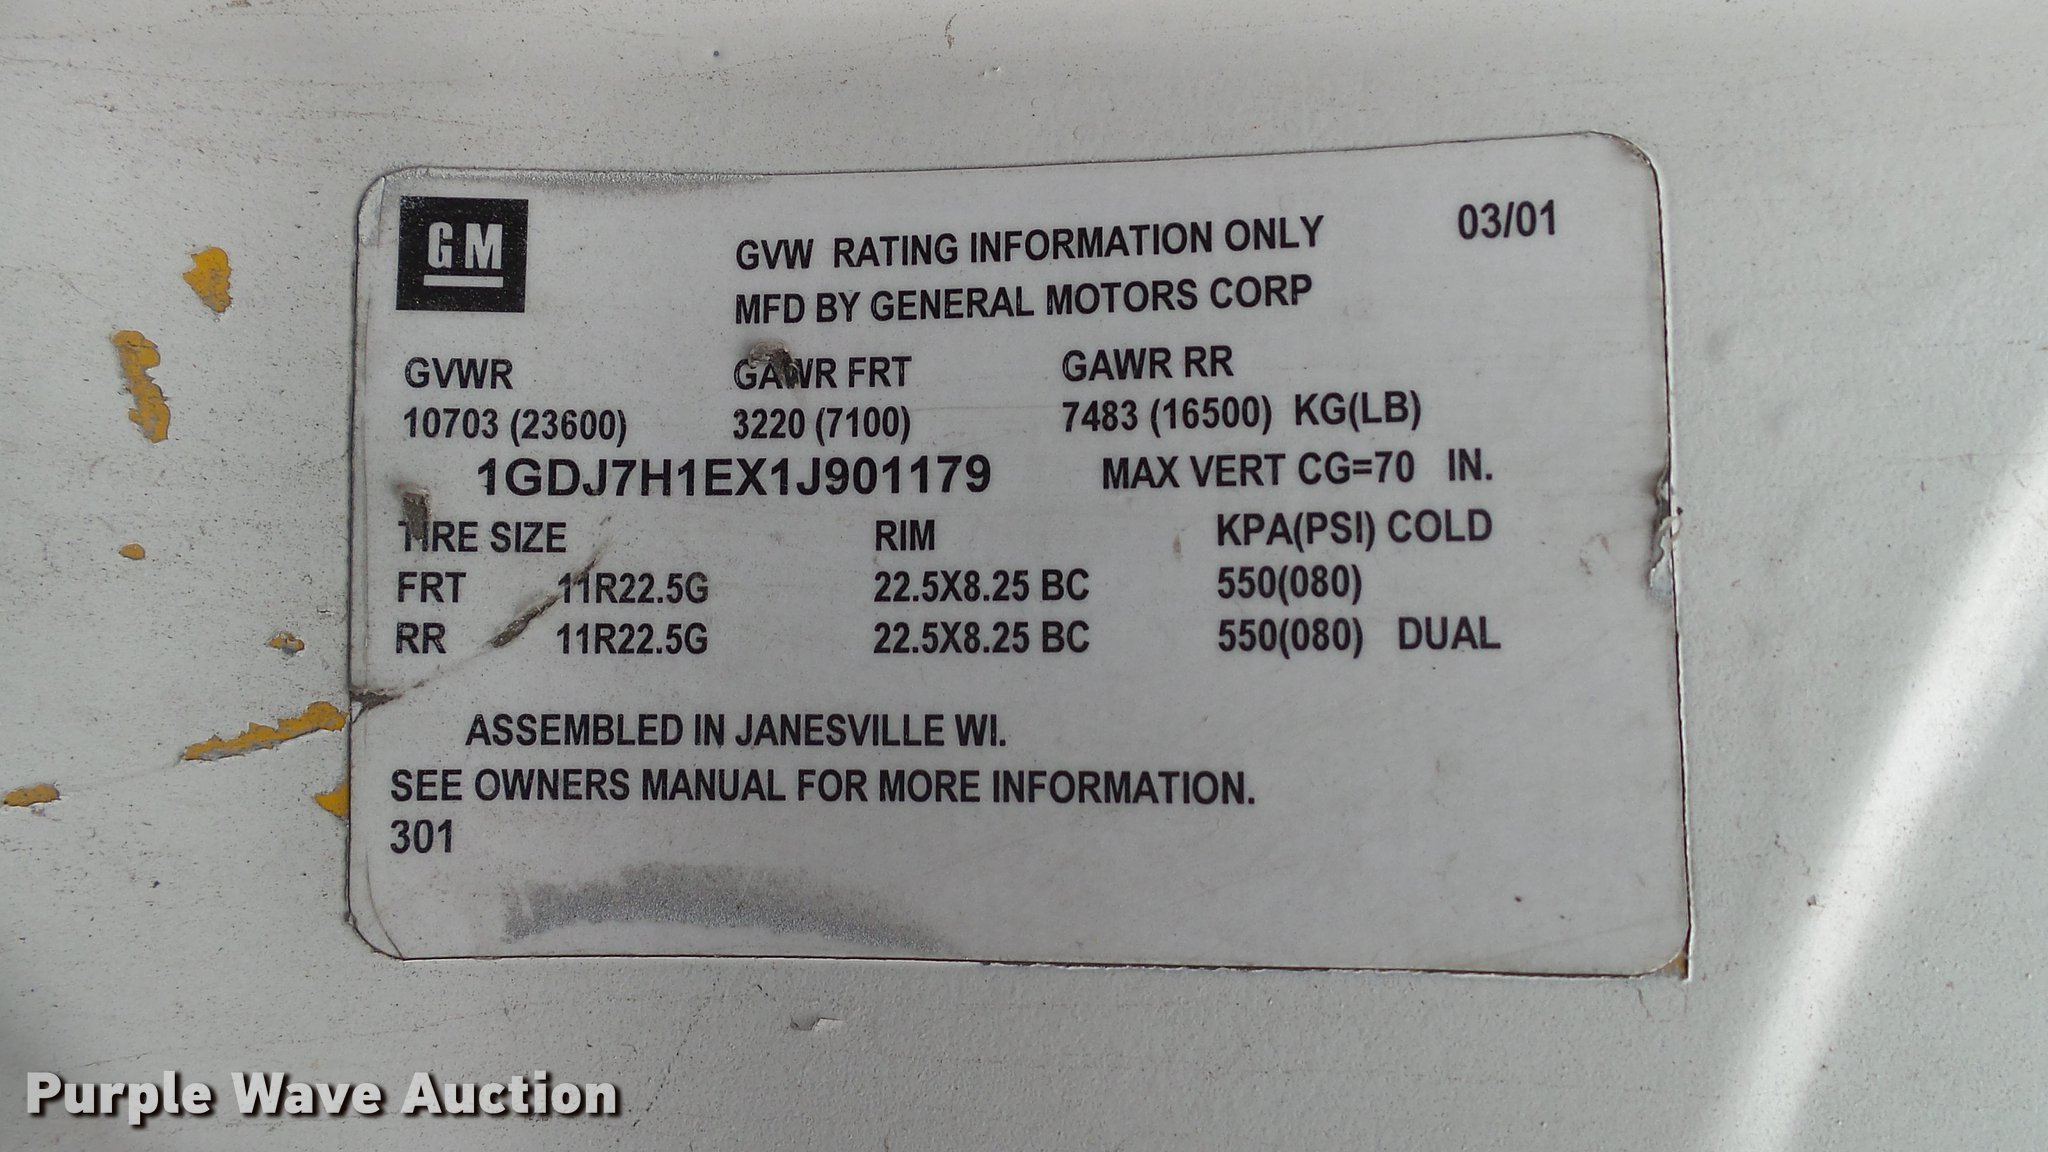 GM
GVW RATING INFORMATION ONLY 03/01
MFD BY GENERAL MOTORS CORP
GVWR GAWR FRT GAWR RR
10703 (23600) 3220 (7100) 7483 (16500) KG(LB)
1GDJ7H1EX1J901179 MAX VERT CG=70 IN.
TIRE SIZE RIM KPA(PSI) COLD
FRT 11R22.5G 22.5X8.25 BC 550(080)
RR 11R22.5G 22.5X8.25 BC 550(080) DUAL
ASSEMBLED IN JANESVILLE WI.
SEE OWNERS MANUAL FOR MORE INFORMATION.
301
Purple Wave Auction